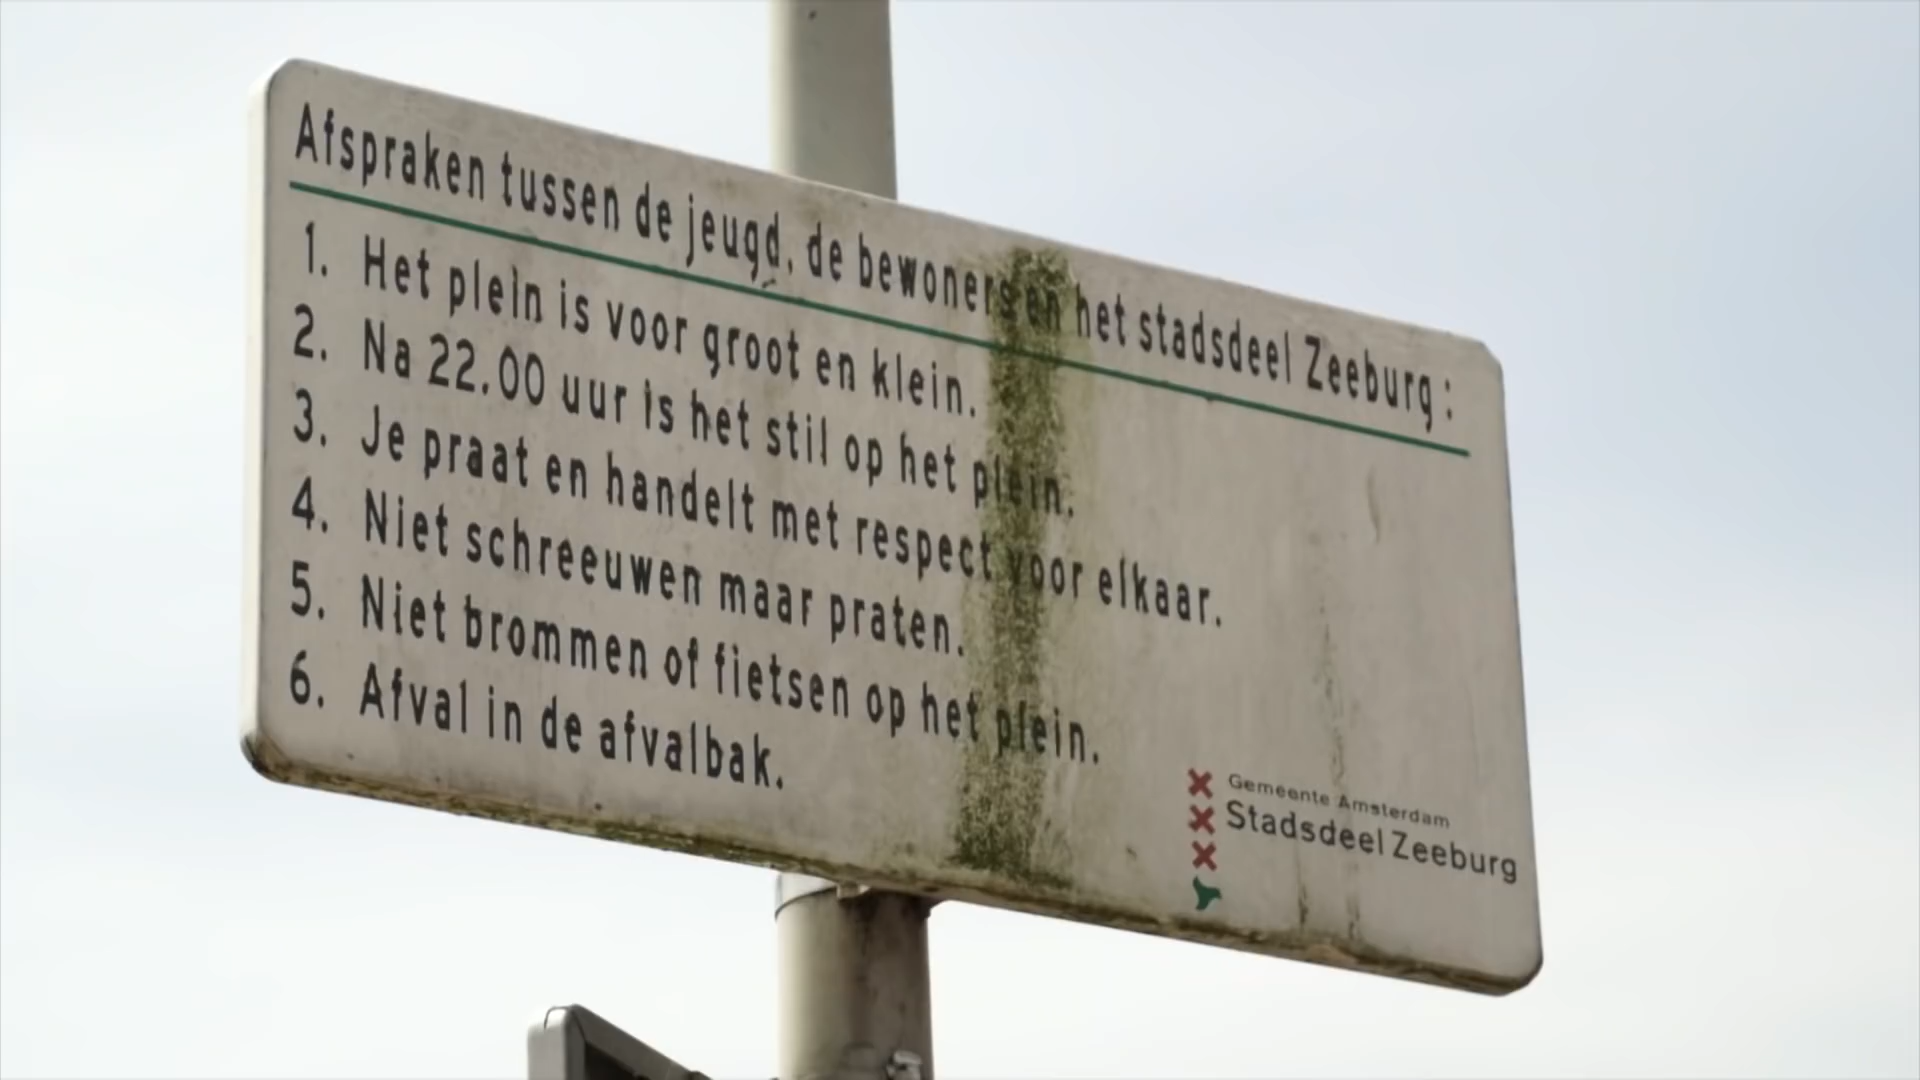 Afspraken tussen de jeugd, de bewoners en het stadsdeel Zeeburg :
1. Het plein is voor groot en klein.
2. Na 22.00 uur is het stil op het plein.
3. Je praat en handelt met respect voor elkaar.
4. Niet schreeuwen maar praten.
5. Niet brommen of fietsen op het plein.
6. Afval in de afvalbak.
Gemeente Amsterdam
Stadsdeel Zeeburg